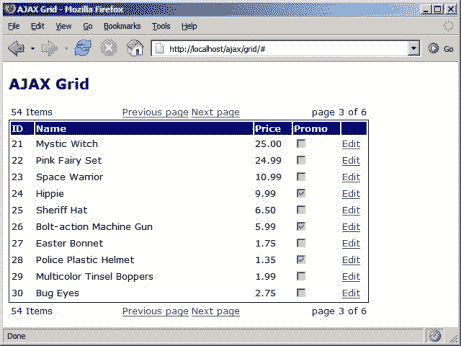 AJAX Grid - Mozilla Firefox
File Edit View Go Bookmarks Tools Help
http://localhost/ajax/grid/# Go
AJAX Grid
54 Items Previous page Next page page 3 of 6
ID Name Price Promo
21 Mystic Witch 25.00 Edit
22 Pink Fairy Set 24.99 Edit
23 Space Warrior 10.99 Edit
24 Hippie 9.99 Edit
25 Sheriff Hat 6.50 Edit
26 Bolt-action Machine Gun 5.99 Edit
27 Easter Bonnet 1.75 Edit
28 Police Plastic Helmet 1.35 Edit
29 Multicolor Tinsel Boppers 1.99 Edit
30 Bug Eyes 2.75 Edit
54 Items Previous page Next page page 3 of 6
Done